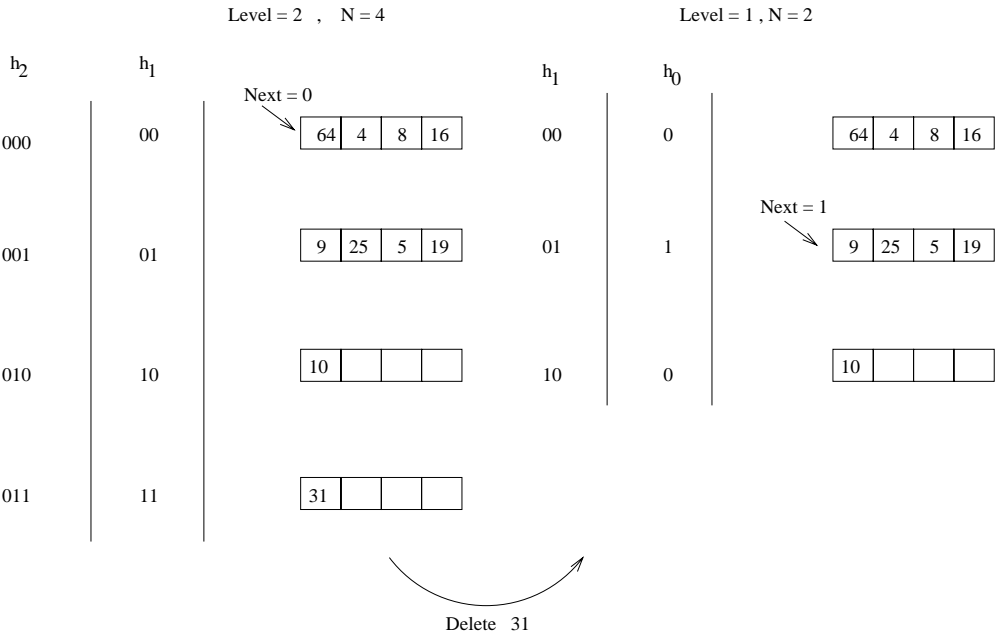 Level = 2 , N = 4
h2 h1
Next = 0
000 00 64 4 8 16
001 01 9 25 5 19
010 10 10
011 11 31
Level = 1 , N = 2
h1 h0
00 0 64 4 8 16
Next = 1
01 1 9 25 5 19
10 0 10
Delete 31